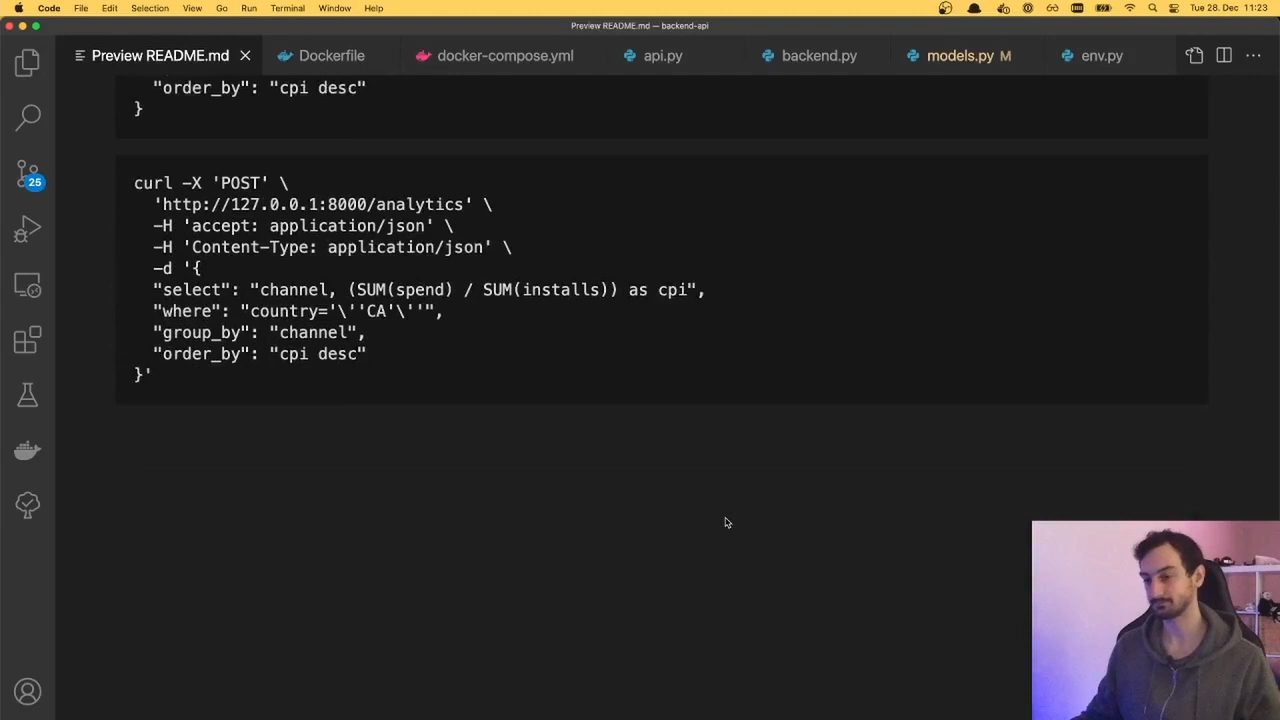 Code File Edit Selection View Go Run Terminal Window Help Tue 28. Dec 11:23
Preview README.md — backend-api
Preview README.md Dockerfile docker-compose.yml api.py backend.py models.py M env.py
"order_by": "cpi desc"
}
curl -X 'POST' \
'http://127.0.0.1:8000/analytics' \
-H 'accept: application/json' \
-H 'Content-Type: application/json' \
-d '{
"select": "channel, (SUM(spend) / SUM(installs)) as cpi",
"where": "country='\''CA'\''",
"group_by": "channel",
"order_by": "cpi desc"
}'
25